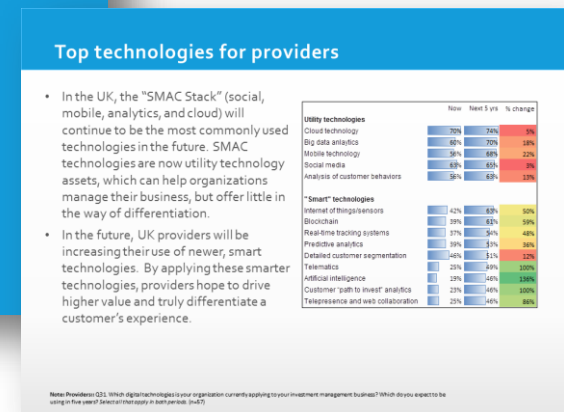 Top technologies for providers
• In the UK, the “SMAC Stack” (social,
mobile, analytics, and cloud) will
continue to be the most commonly used
technologies in the future. SMAC
technologies are now utility technology
assets, which can help organizations
manage their business, but offer little in
the way of differentiation.
• In the future, UK providers will be
increasing their use of newer, smart
technologies. By applying these smarter
technologies, providers hope to drive
higher value and truly differentiate a
customer’s experience.
Now Next 5 yrs % change
Utility technologies
Cloud technology 70% 74% 5%
Big data anlaytics 60% 70% 18%
Mobile technology 56% 68% 22%
Social media 63% 65% 3%
Analysis of customer behaviors 56% 63% 13%
"Smart" technologies
Internet of things/sensors 42% 63% 50%
Blockchain 39% 61% 59%
Real-time tracking systems 37% 54% 48%
Predictive analytics 39% 53% 36%
Detailed customer segmentation 46% 51% 12%
Telematics 25% 49% 100%
Artificial intelligence 19% 46% 136%
Customer "path to invest" analytics 23% 46% 100%
Telepresence and web collaboration 25% 46% 86%
Note: Providers: Q31. Which digital technologies is your organization currently applying to your investment management business? Which do you expect to be
using in five years? Select all that apply in both periods. (n=57)